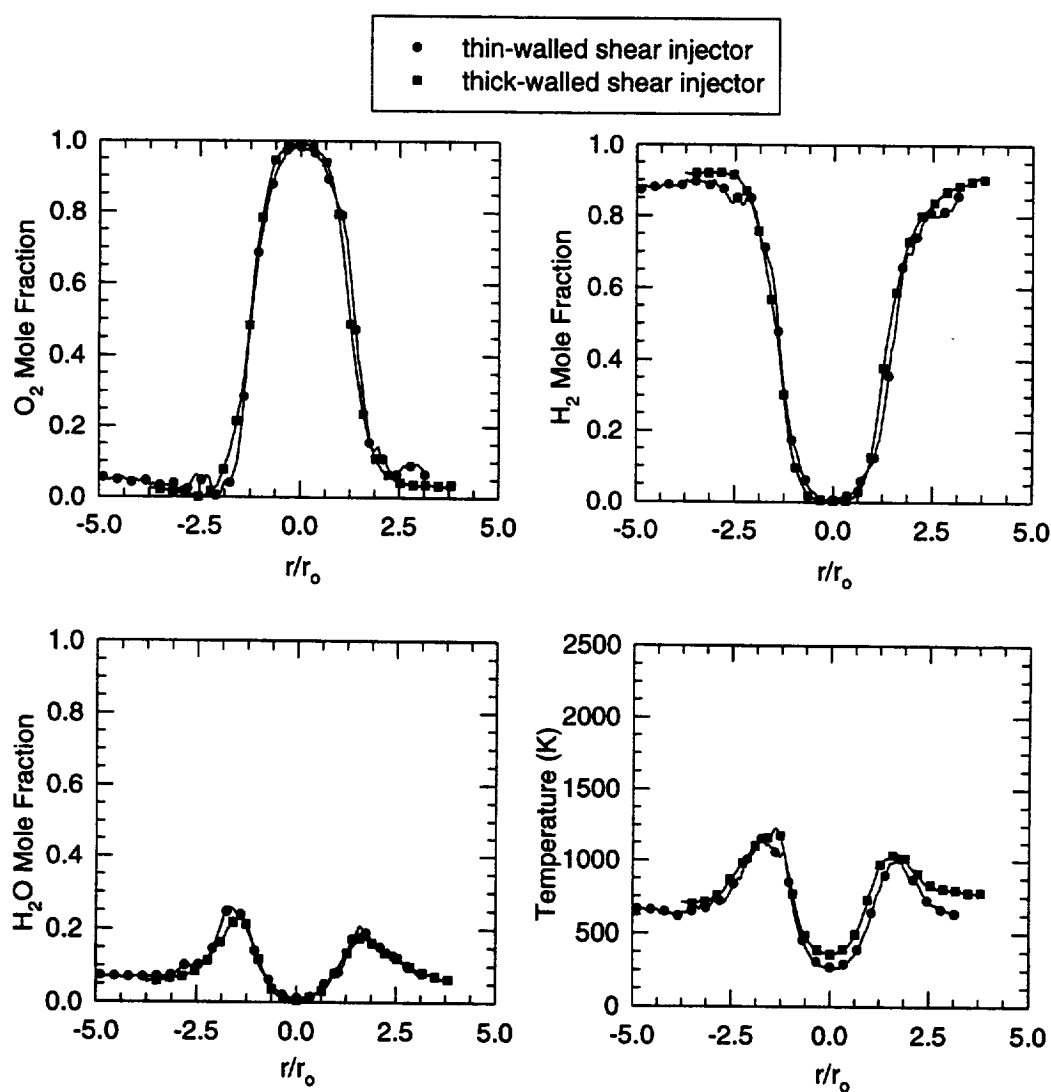 thin-walled shear injector
thick-walled shear injector
O2 Mole Fraction
1.0
0.8
0.6
0.4
0.2
0.0
-5.0 -2.5 0.0 2.5 5.0
r/ro
H2 Mole Fraction
1.0
0.8
0.6
0.4
0.2
0.0
-5.0 -2.5 0.0 2.5 5.0
r/ro
H2O Mole Fraction
1.0
0.8
0.6
0.4
0.2
0.0
-5.0 -2.5 0.0 2.5 5.0
r/ro
Temperature (K)
2500
2000
1500
1000
500
0
-5.0 -2.5 0.0 2.5 5.0
r/ro